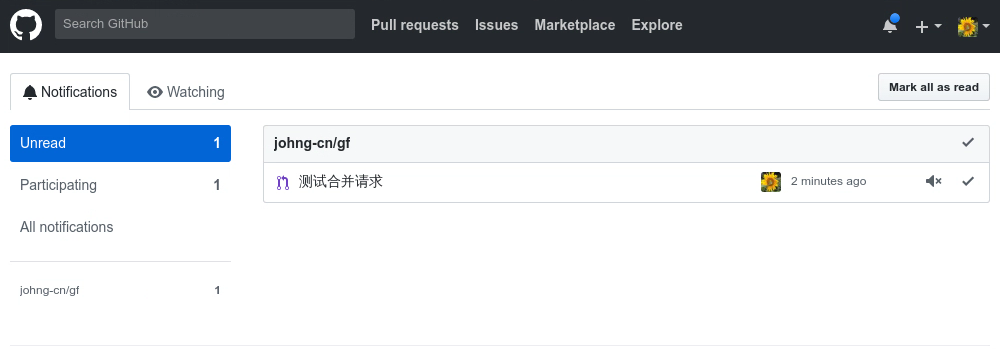 Search GitHub Pull requests Issues Marketplace Explore
Notifications Watching Mark all as read
Unread 1
Participating 1
All notifications
johng-cn/gf 1
johng-cn/gf
测试合并请求 2 minutes ago